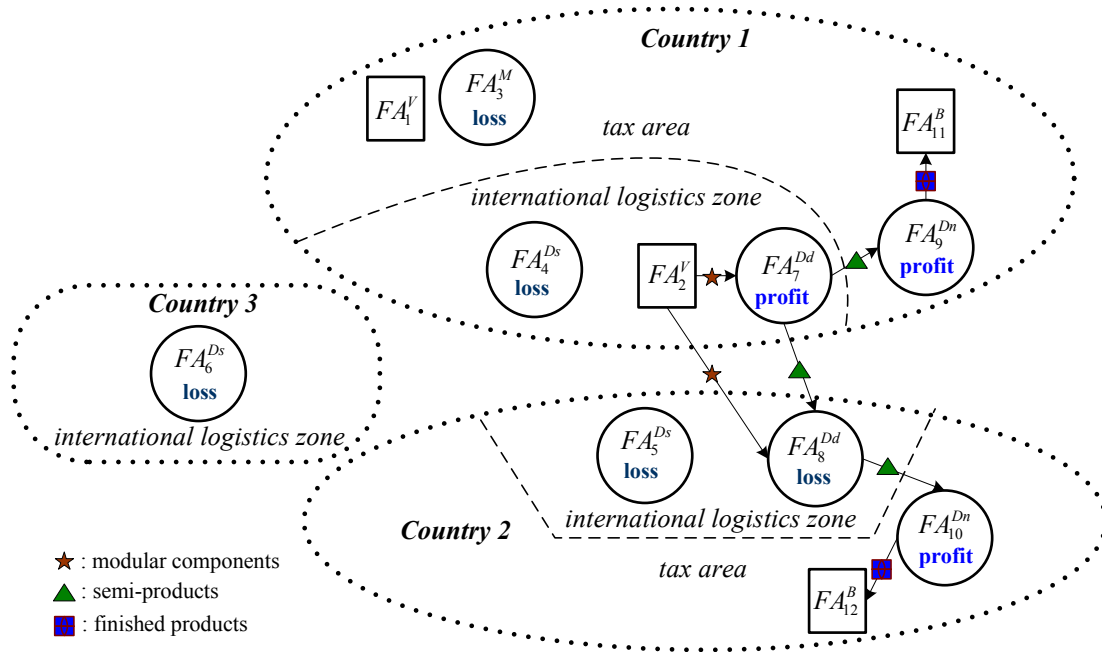 Country 1
FA_1^V
FA_3^M
loss
tax area
FA_11^B
international logistics zone
FA_4^Ds
loss
FA_2^V
FA_7^Dd
profit
FA_9^Dn
profit
Country 3
FA_6^Ds
loss
international logistics zone
FA_5^Ds
loss
FA_8^Dd
loss
international logistics zone
Country 2
tax area
FA_10^Dn
profit
FA_12^B
: modular components
: semi-products
: finished products